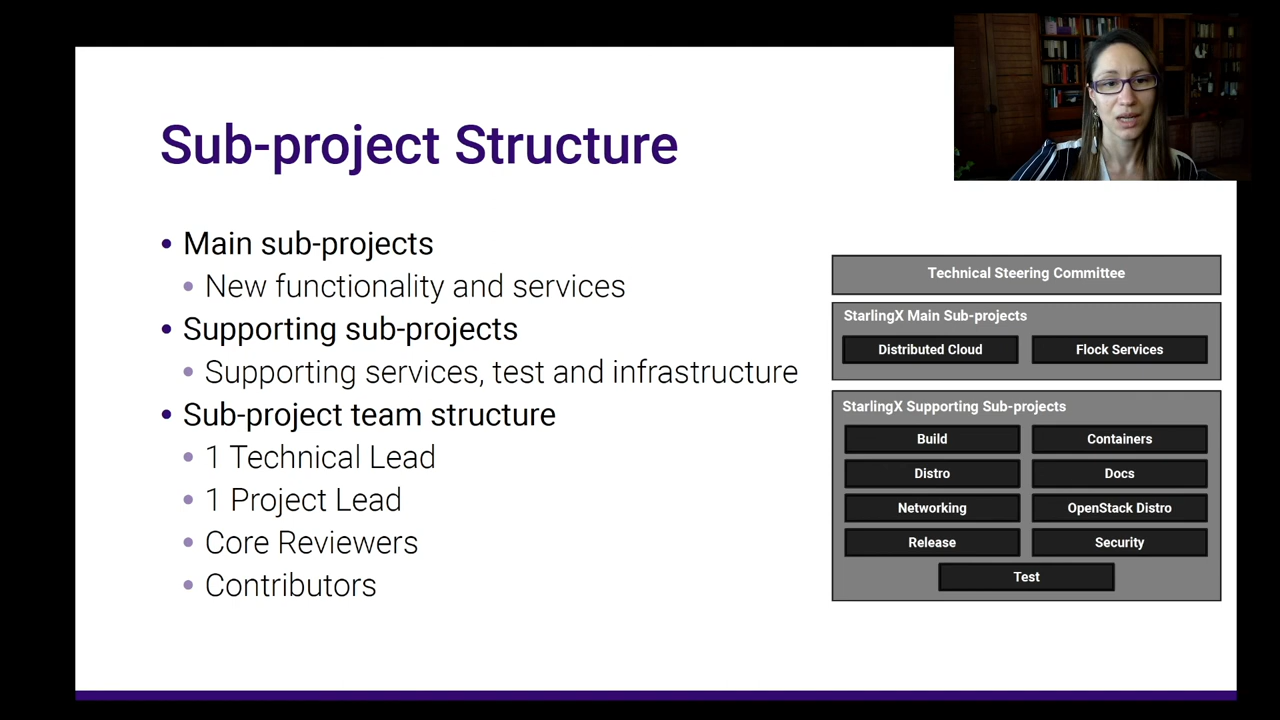 Sub-project Structure
• Main sub-projects
• New functionality and services
• Supporting sub-projects
• Supporting services, test and infrastructure
• Sub-project team structure
• 1 Technical Lead
• 1 Project Lead
• Core Reviewers
• Contributors
Technical Steering Committee
StarlingX Main Sub-projects
Distributed Cloud
Flock Services
StarlingX Supporting Sub-projects
Build
Containers
Distro
Docs
Networking
OpenStack Distro
Release
Security
Test